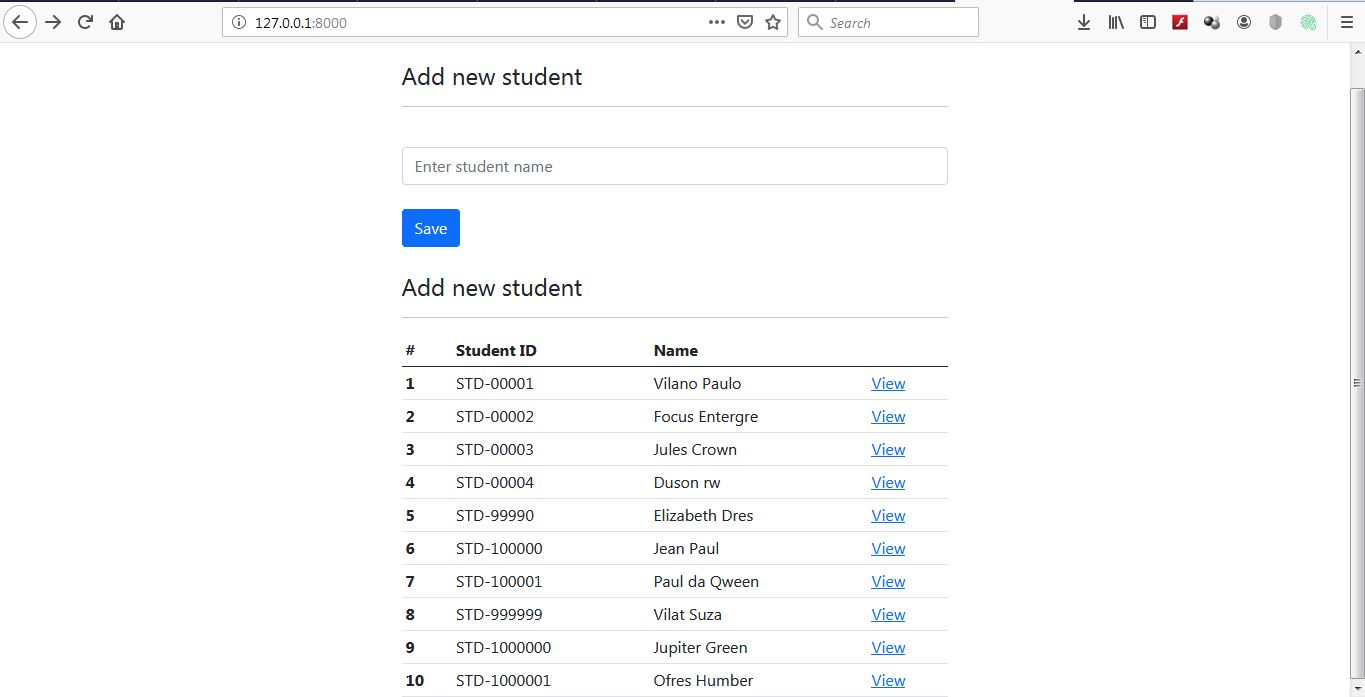 127.0.0.1:8000
Search
Add new student
Enter student name
Save
Add new student
# Student ID Name
1 STD-00001 Vilano Paulo View
2 STD-00002 Focus Entergre View
3 STD-00003 Jules Crown View
4 STD-00004 Duson rw View
5 STD-99990 Elizabeth Dres View
6 STD-100000 Jean Paul View
7 STD-100001 Paul da Qween View
8 STD-999999 Vilat Suza View
9 STD-1000000 Jupiter Green View
10 STD-1000001 Ofres Humber View